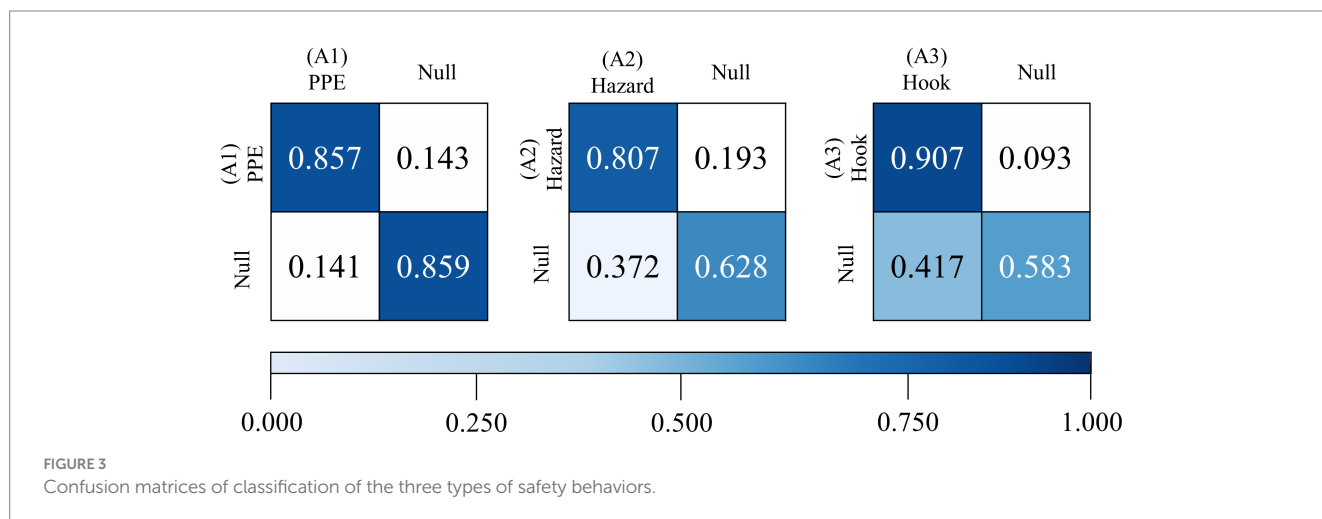 (A1)
PPE
Null
(A2)
Hazard
Null
(A3)
Hook
Null
(A1)
PPE
0.857
0.143
(A2)
Hazard
0.807
0.193
(A3)
Hook
0.907
0.093
Null
0.141
0.859
Null
0.372
0.628
Null
0.417
0.583
0.000
0.250
0.500
0.750
1.000
FIGURE 3
Confusion matrices of classification of the three types of safety behaviors.